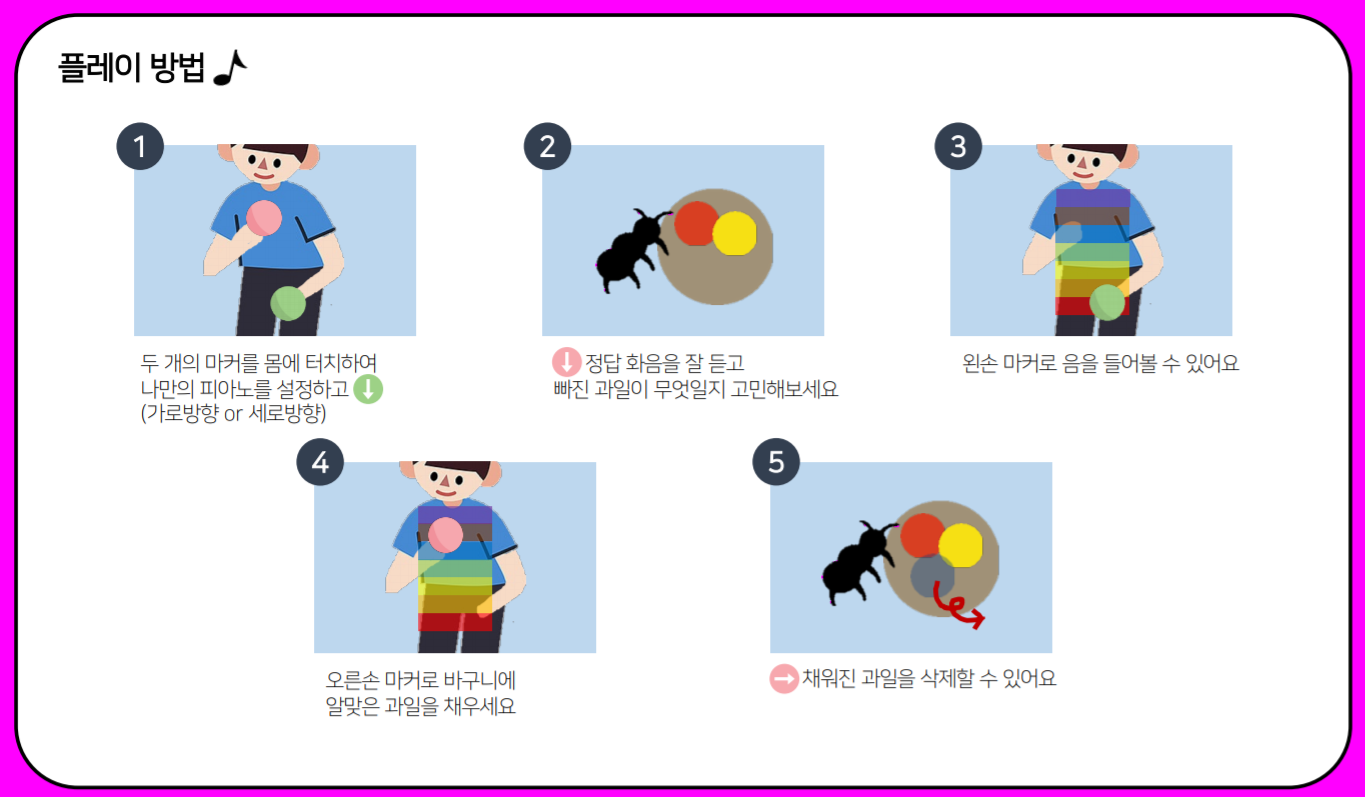 플레이 방법
1
두 개의 마커를 몸에 터치하여
나만의 피아노를 설정하고
(가로방향 or 세로방향)
2
정답 화음을 잘 듣고
빠진 과일이 무엇일지 고민해보세요
3
왼손 마커로 음을 들어볼 수 있어요
4
오른손 마커로 바구니에
알맞은 과일을 채우세요
5
채워진 과일을 삭제할 수 있어요